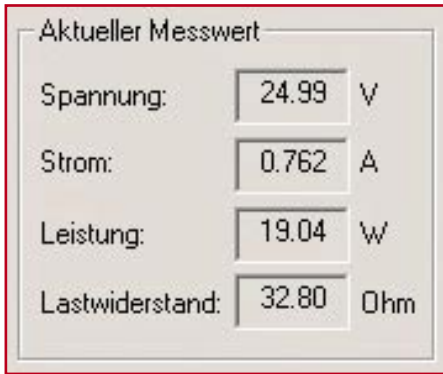 Aktueller Messwert
Spannung: 24.99 V
Strom: 0.762 A
Leistung: 19.04 W
Lastwiderstand: 32.80 Ohm